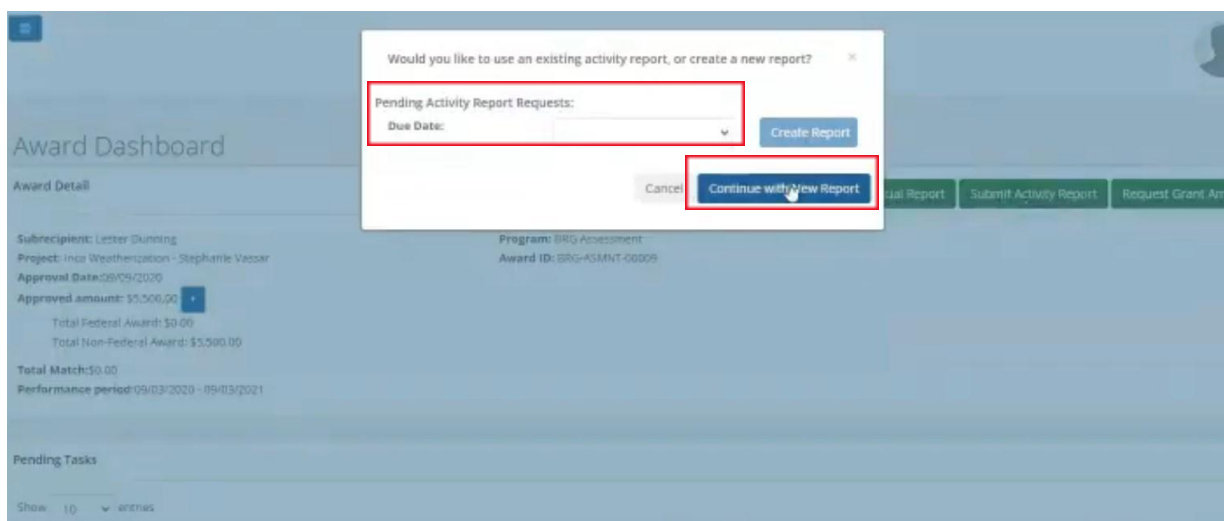 Would you like to use an existing activity report, or create a new report? ×
Pending Activity Report Requests:
Due Date:
Create Report
Cancel
Continue with New Report
Award Dashboard
Award Detail
ual Report
Submit Activity Report
Request Grant Am
Subrecipient: Lester Dunning
Program: BRG Assessment
Project: Inca Weatherization - Stephanie Vassar
Award ID: BRG-ASMNT-00009
Approval Date:09/09/2020
Approved amount: $5,500.00
Total Federal Award: $0.00
Total Non-Federal Award: $5,500.00
Total Match:$0.00
Performance period:09/03/2020 - 09/03/2021
Pending Tasks
Show 10 entries